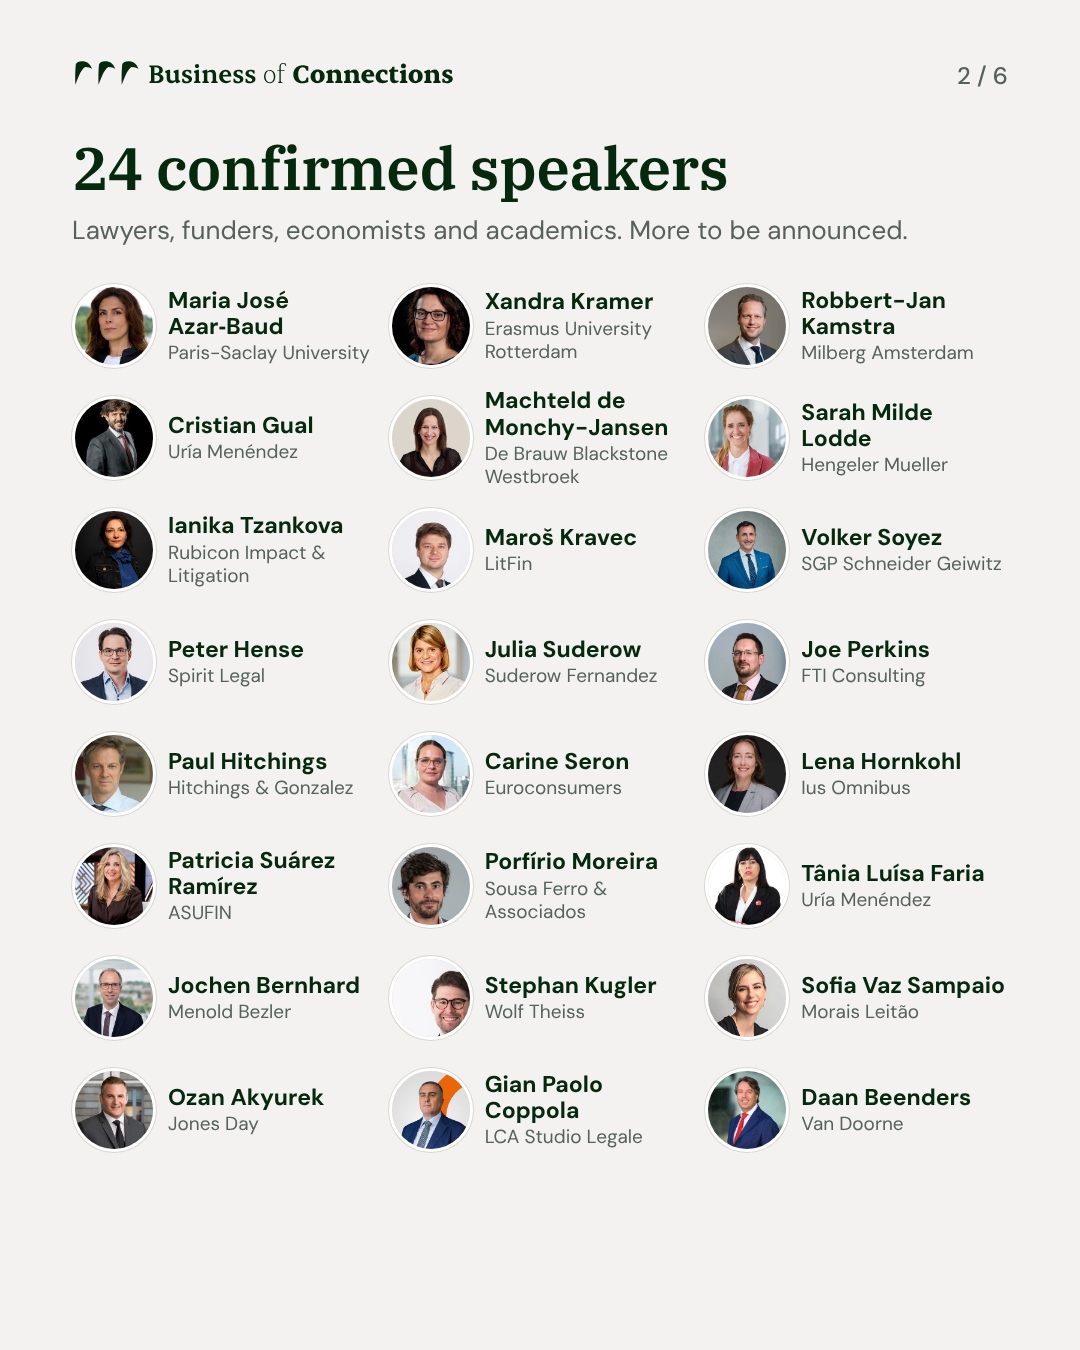 Business of Connections
2 / 6
24 confirmed speakers
Lawyers, funders, economists and academics. More to be announced.
Maria José
Azar-Baud
Paris-Saclay University
Xandra Kramer
Erasmus University
Rotterdam
Robbert-Jan
Kamstra
Milberg Amsterdam
Cristian Gual
Uría Menéndez
Machteld de
Monchy-Jansen
De Brauw Blackstone
Westbroek
Sarah Milde
Lodde
Hengeler Mueller
Ianika Tzankova
Rubicon Impact &
Litigation
Maroš Kravec
LitFin
Volker Soyez
SGP Schneider Geiwitz
Peter Hense
Spirit Legal
Julia Suderow
Suderow Fernandez
Joe Perkins
FTI Consulting
Paul Hitchings
Hitchings & Gonzalez
Carine Seron
Euroconsumers
Lena Hornkohl
Ius Omnibus
Patricia Suárez
Ramírez
ASUFIN
Porfírio Moreira
Sousa Ferro &
Associados
Tânia Luísa Faria
Uría Menéndez
Jochen Bernhard
Menold Bezler
Stephan Kugler
Wolf Theiss
Sofia Vaz Sampaio
Morais Leitão
Ozan Akyurek
Jones Day
Gian Paolo
Coppola
LCA Studio Legale
Daan Beenders
Van Doorne